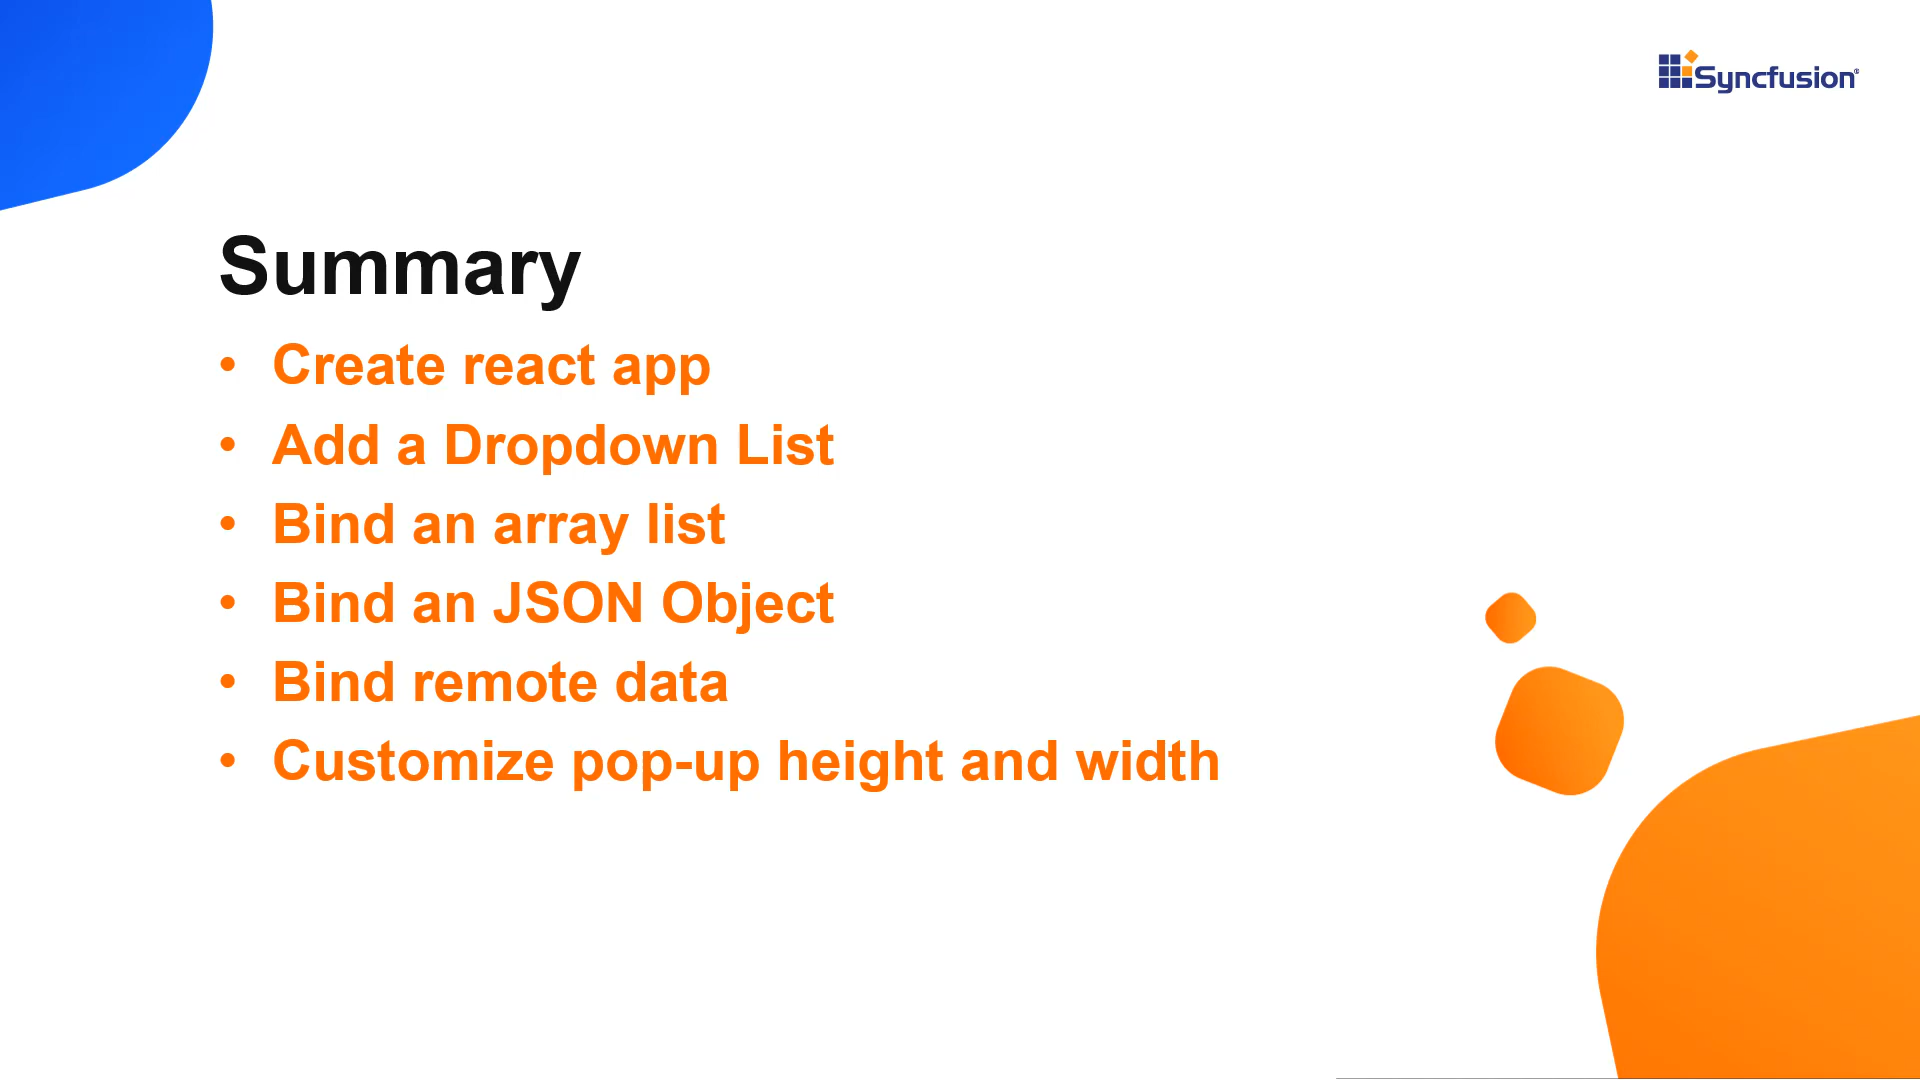 Syncfusion®
Summary
• Create react app
• Add a Dropdown List
• Bind an array list
• Bind an JSON Object
• Bind remote data
• Customize pop-up height and width